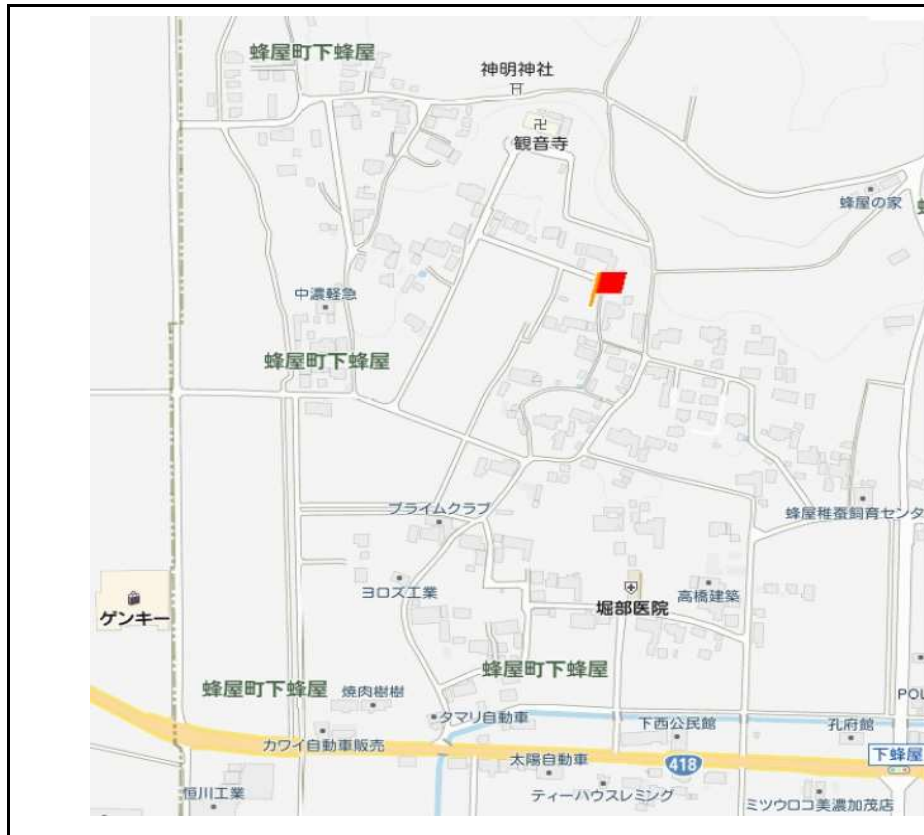 蜂屋町下蜂屋
神明神社
卍
観音寺
蜂屋の家
中濃軽急
蜂屋町下蜂屋
プライムクラブ
蜂屋稚蚕飼育センタ
ヨロズ工業
高橋建築
堀部医院
ゲンキー
蜂屋町下蜂屋
蜂屋町下蜂屋
焼肉樹樹
POL
タマリ自動車
下西公民館
孔府館
カワイ自動車販売
太陽自動車
418
下蜂屋
恒川工業
ティーハウスレミング
ミツウロコ美濃加茂店